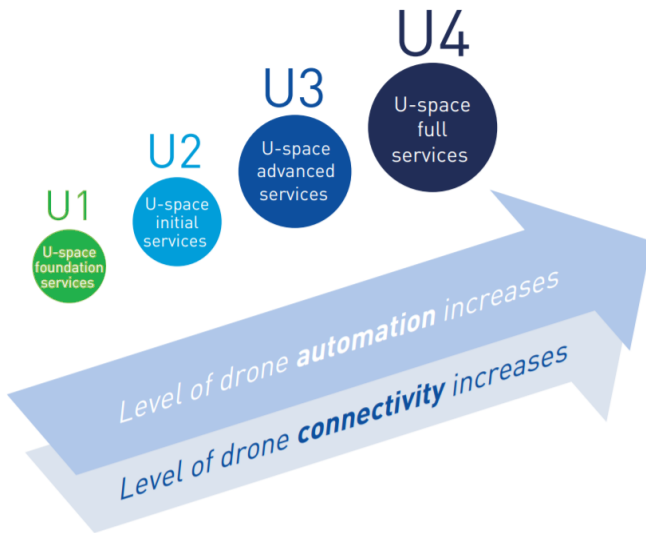 U1
U-space
foundation
services
U2
U-space
initial
services
U3
U-space
advanced
services
U4
U-space
full
services
Level of drone automation increases
Level of drone connectivity increases